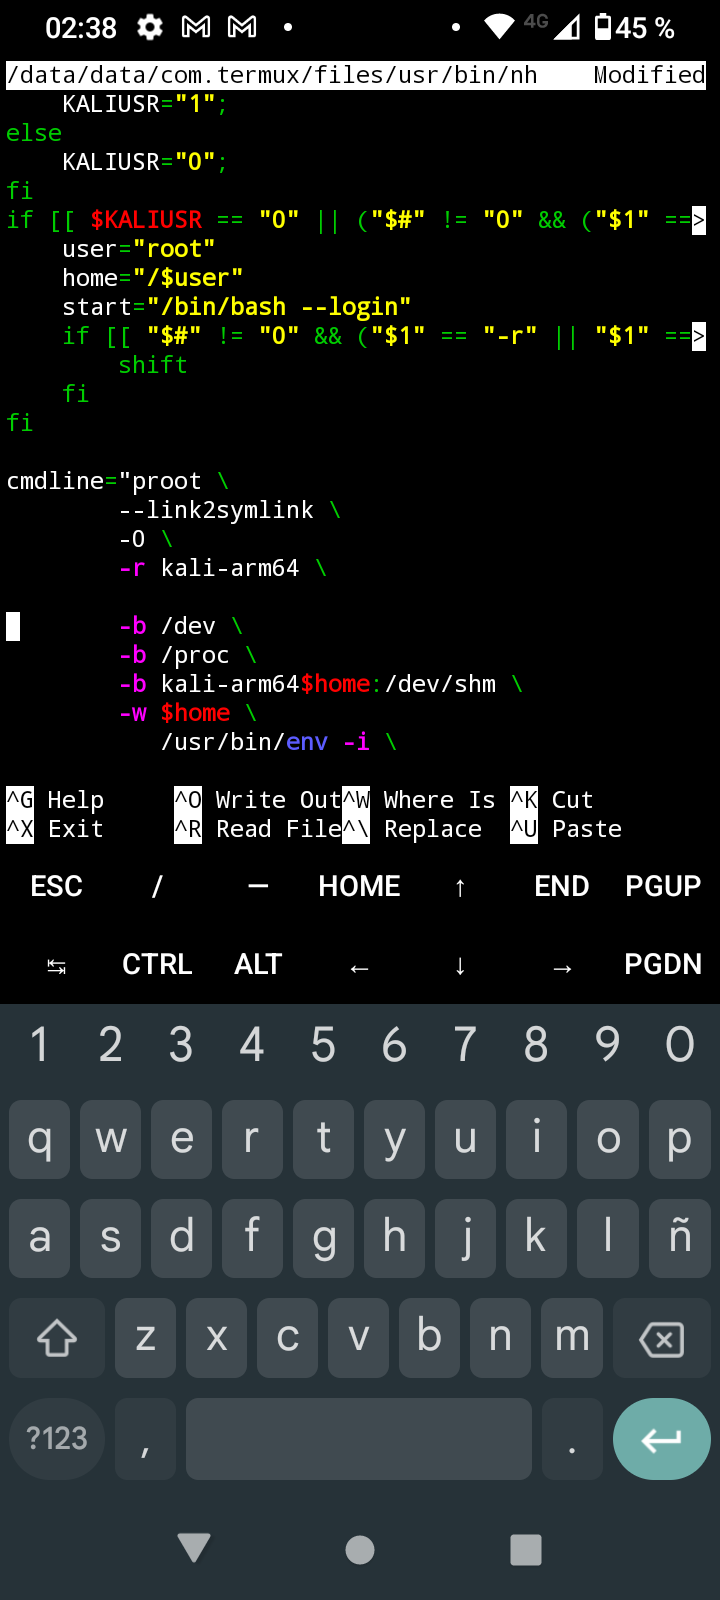 02:38 4G 45 %
/data/data/com.termux/files/usr/bin/nh Modified
KALIUSR="1";
else
KALIUSR="0";
fi
if [[ $KALIUSR == "0" || ("$#" != "0" && ("$1" ==>
user="root"
home="/$user"
start="/bin/bash --login"
if [[ "$#" != "0" && ("$1" == "-r" || "$1" ==>
shift
fi
fi
cmdline="proot \
--link2symlink \
-0 \
-r kali-arm64 \
-b /dev \
-b /proc \
-b kali-arm64$home:/dev/shm \
-w $home \
/usr/bin/env -i \
^G Help ^O Write Out ^W Where Is ^K Cut
^X Exit ^R Read File ^\ Replace ^U Paste
ESC / — HOME ↑ END PGUP
↹ CTRL ALT ← ↓ → PGDN
1 2 3 4 5 6 7 8 9 0
q w e r t y u i o p
a s d f g h j k l ñ
z x c v b n m
?123 , .